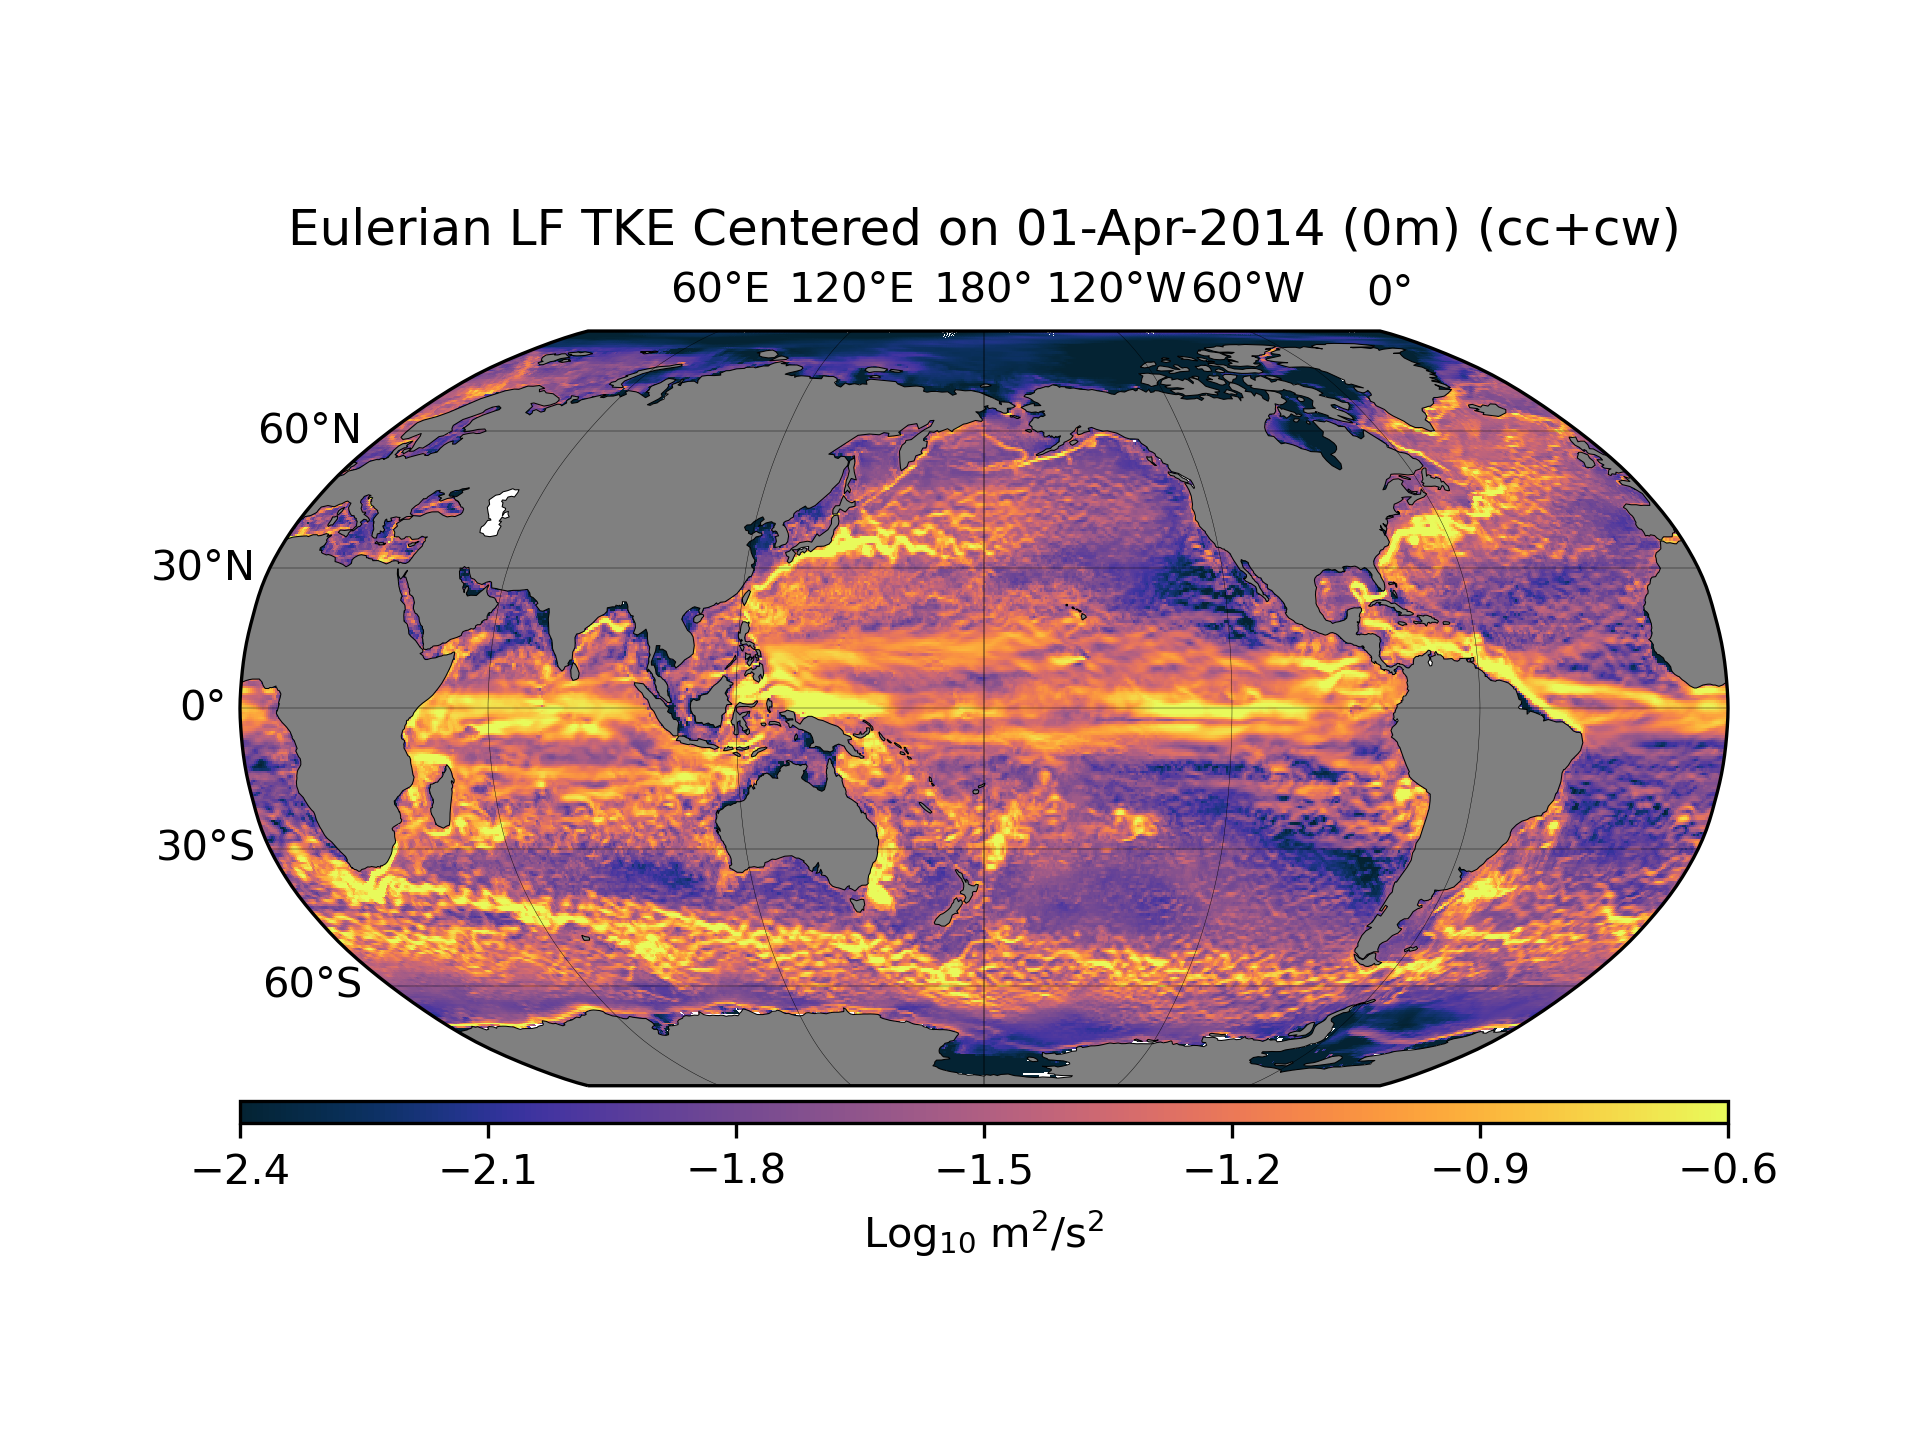 Eulerian LF TKE Centered on 01-Apr-2014 (0m) (cc+cw)
60°E 120°E 180° 120°W 60°W 0°
60°N
30°N
0°
30°S
60°S
−2.4 −2.1 −1.8 −1.5 −1.2 −0.9 −0.6
Log₁₀ m²/s²